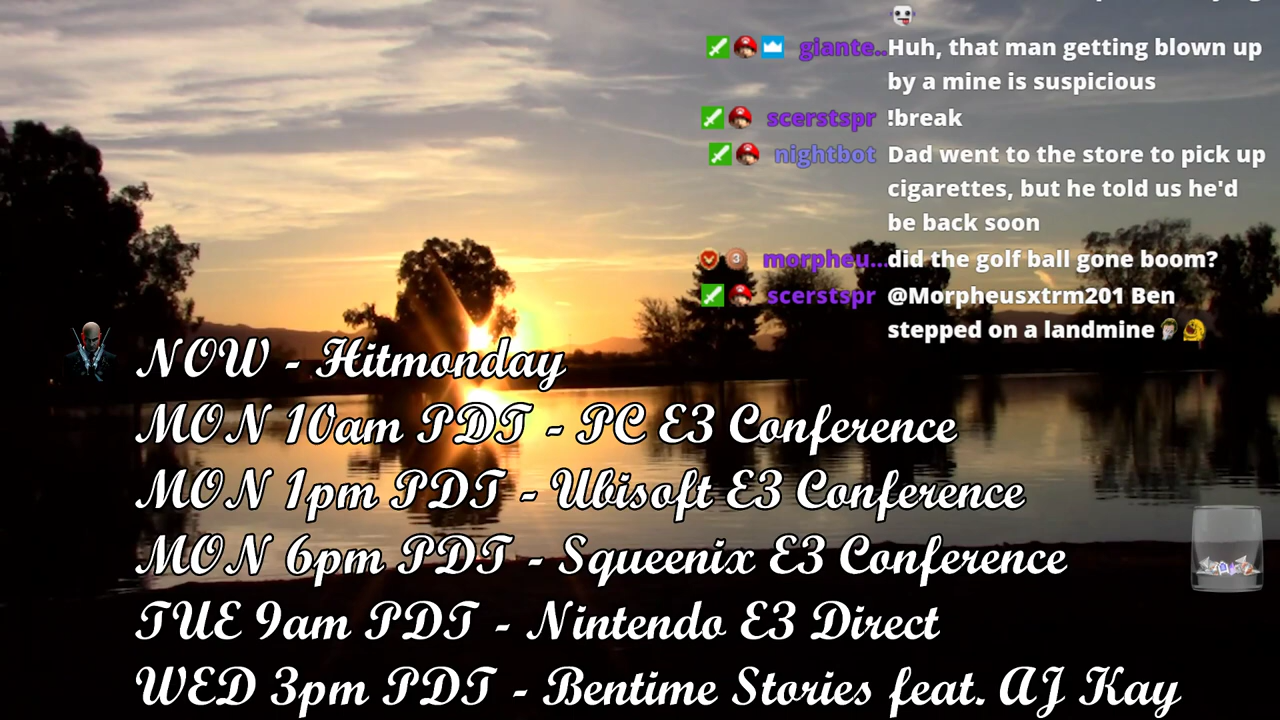 giante.. Huh, that man getting blown up
by a mine is suspicious
scerstspr !break
nightbot Dad went to the store to pick up
cigarettes, but he told us he'd
be back soon
3 morpheu... did the golf ball gone boom?
scerstspr @Morpheusxtrm201 Ben
stepped on a landmine
NOW - Hitmonday
MON 10am PDT - PC E3 Conference
MON 1pm PDT - Ubisoft E3 Conference
MON 6pm PDT - Squeenix E3 Conference
TUE 9am PDT - Nintendo E3 Direct
WED 3pm PDT - Bentime Stories feat. AJ Kay